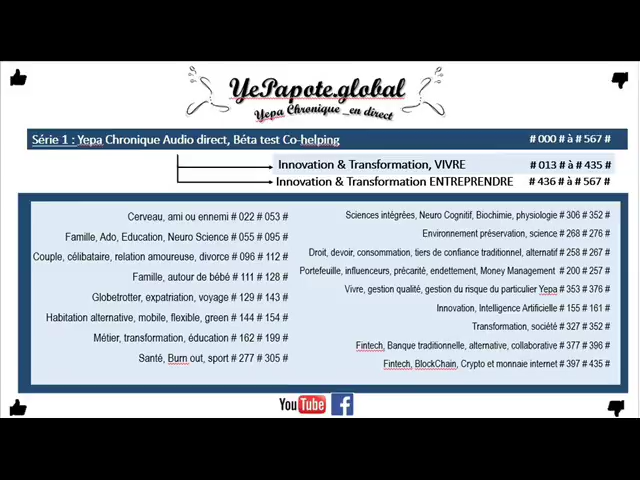 YePapote.global
Yepa Chronique _en direct
Série 1 : Yepa Chronique Audio direct, Béta test Co-helping # 000 # à # 567 #
Innovation & Transformation, VIVRE # 013 # à # 435 #
Innovation & Transformation ENTREPRENDRE # 436 # à # 567 #
Cerveau, ami ou ennemi # 022 # 053 #
Famille, Ado, Education, Neuro Science # 055 # 095 #
Couple, célibataire, relation amoureuse, divorce # 096 # 112 #
Famille, autour de bébé # 111 # 128 #
Globetrotter, expatriation, voyage # 129 # 143 #
Habitation alternative, mobile, flexible, green # 144 # 154 #
Métier, transformation, éducation # 162 # 199 #
Santé, Burn out, sport # 277 # 305 #
Sciences intégrées, Neuro Cognitif, Biochimie, physiologie # 306 # 352 #
Environnement préservation, science # 268 # 276 #
Droit, devoir, consommation, tiers de confiance traditionnel, alternatif # 258 # 267 #
Portefeuille, influenceurs, précarité, endettement, Money Management # 200 # 257 #
Vivre, gestion qualité, gestion du risque du particulier Yepa # 353 # 376 #
Innovation, Intelligence Artificielle # 155 # 161 #
Transformation, société # 327 # 352 #
Fintech, Banque traditionnelle, alternative, collaborative # 377 # 396 #
Fintech, BlockChain, Crypto et monnaie internet # 397 # 435 #
YouTube f